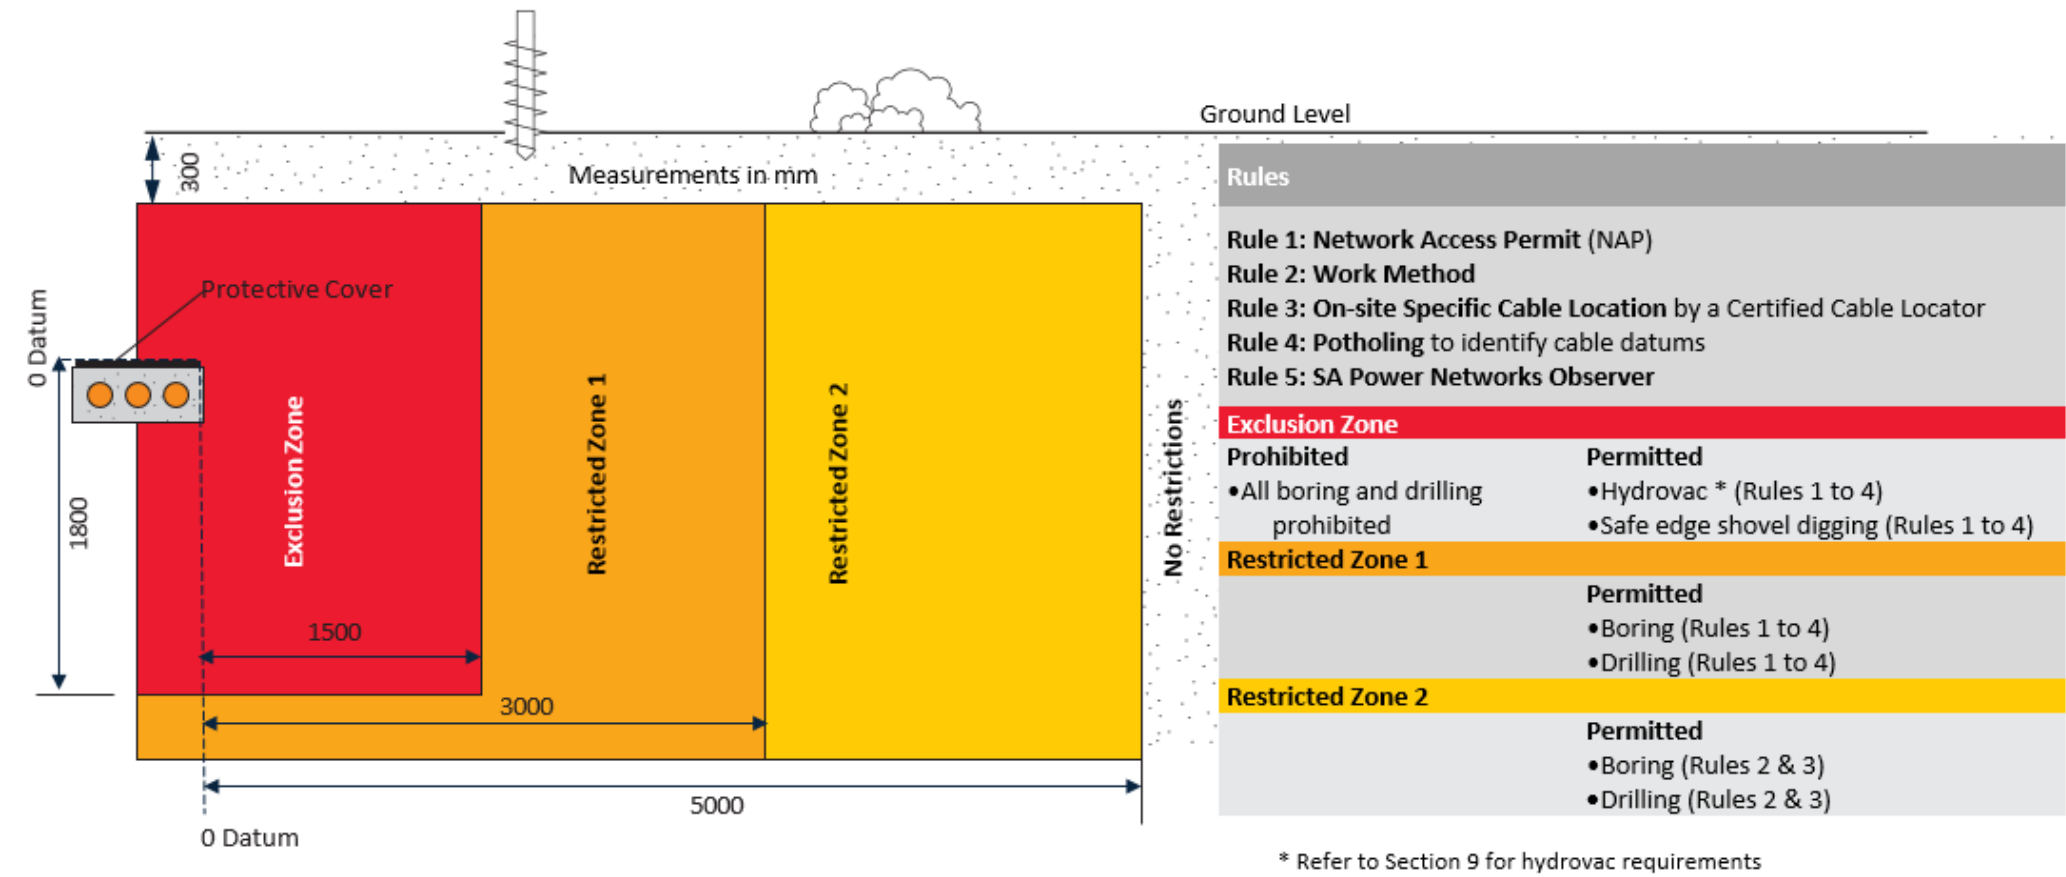 Ground Level
300
Measurements in mm
Protective Cover
0 Datum
1800
Exclusion Zone
Restricted Zone 1
Restricted Zone 2
No Restrictions
1500
3000
5000
0 Datum
Rules
Rule 1: Network Access Permit (NAP)
Rule 2: Work Method
Rule 3: On-site Specific Cable Location by a Certified Cable Locator
Rule 4: Potholing to identify cable datums
Rule 5: SA Power Networks Observer
Exclusion Zone
Prohibited
•All boring and drilling
prohibited
Permitted
•Hydrovac * (Rules 1 to 4)
•Safe edge shovel digging (Rules 1 to 4)
Restricted Zone 1
Permitted
•Boring (Rules 1 to 4)
•Drilling (Rules 1 to 4)
Restricted Zone 2
Permitted
•Boring (Rules 2 & 3)
•Drilling (Rules 2 & 3)
* Refer to Section 9 for hydrovac requirements